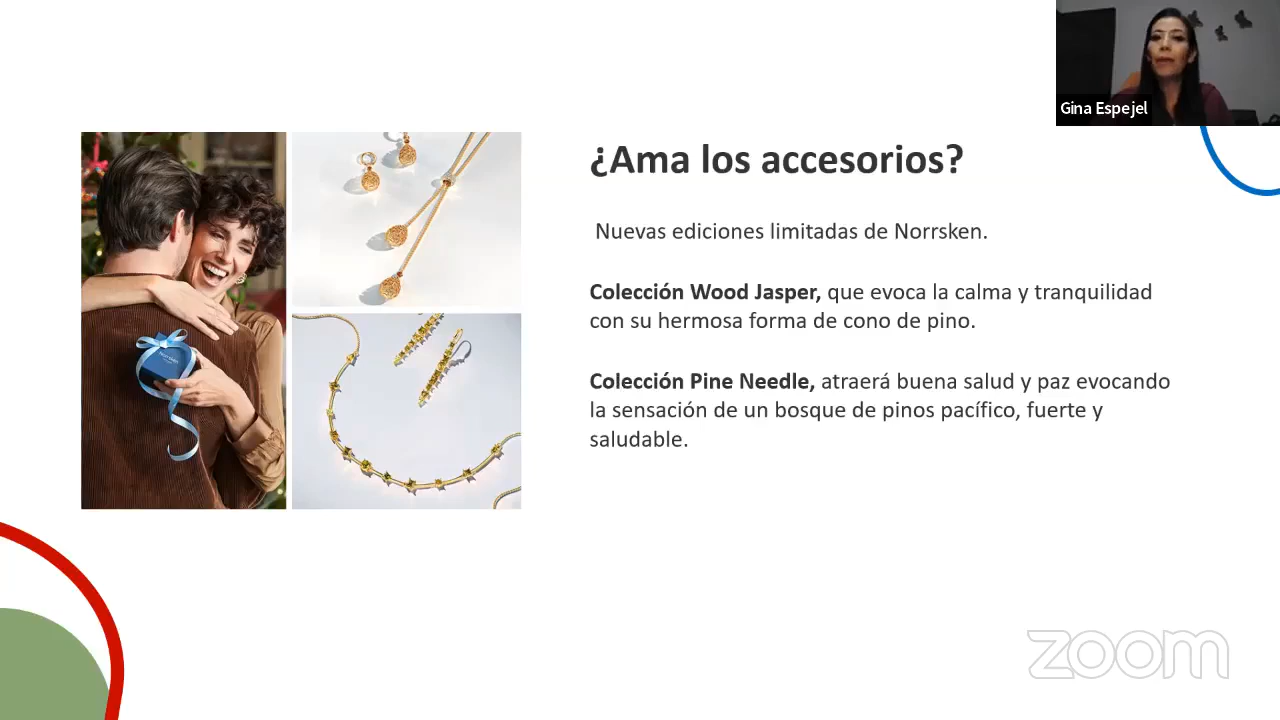 Gina Espejel
¿Ama los accesorios?
Nuevas ediciones limitadas de Norrsken.
Colección Wood Jasper, que evoca la calma y tranquilidad
con su hermosa forma de cono de pino.
Colección Pine Needle, atraerá buena salud y paz evocando
la sensación de un bosque de pinos pacífico, fuerte y
saludable.
zoom